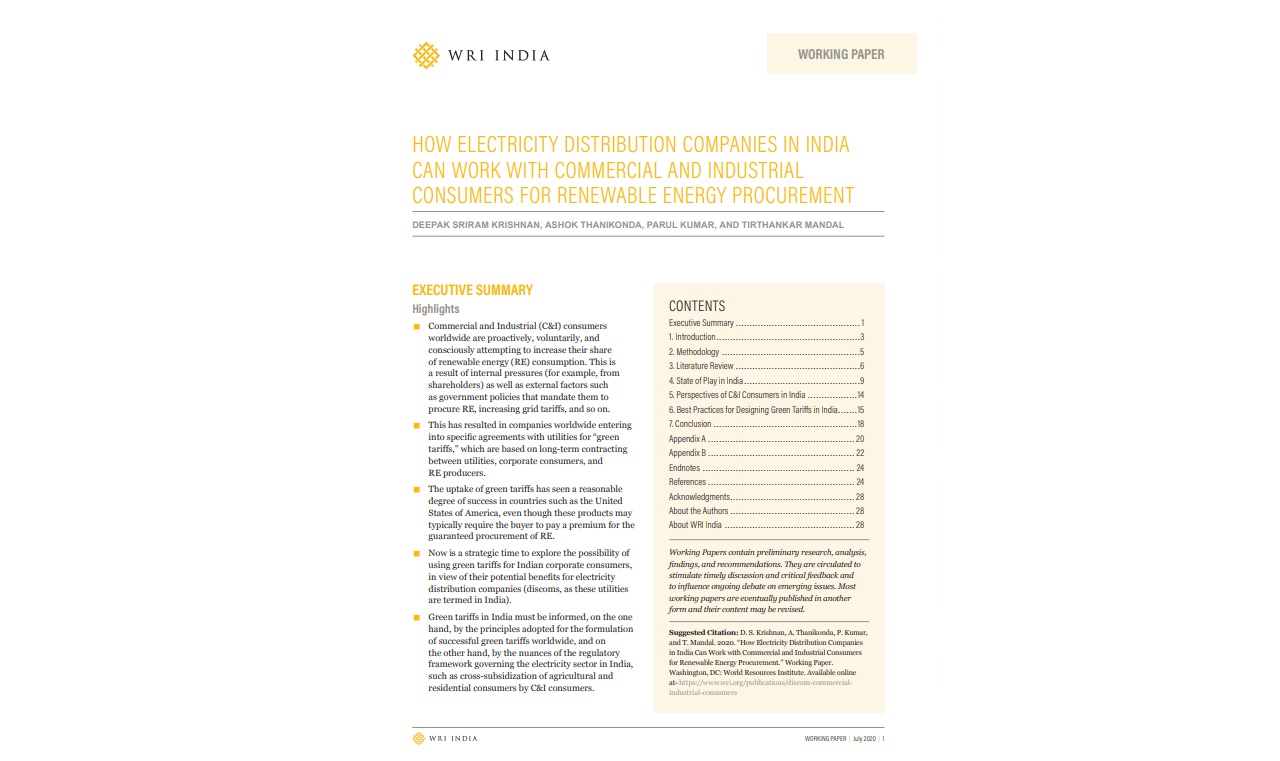 WRI INDIA
WORKING PAPER
HOW ELECTRICITY DISTRIBUTION COMPANIES IN INDIA
CAN WORK WITH COMMERCIAL AND INDUSTRIAL
CONSUMERS FOR RENEWABLE ENERGY PROCUREMENT
DEEPAK SRIRAM KRISHNAN, ASHOK THANIKONDA, PARUL KUMAR, AND TIRTHANKAR MANDAL
EXECUTIVE SUMMARY
Highlights
■ Commercial and Industrial (C&I) consumers
worldwide are proactively, voluntarily, and
consciously attempting to increase their share
of renewable energy (RE) consumption. This is
a result of internal pressures (for example, from
shareholders) as well as external factors such
as government policies that mandate them to
procure RE, increasing grid tariffs, and so on.
■ This has resulted in companies worldwide entering
into specific agreements with utilities for “green
tariffs,” which are based on long-term contracting
between utilities, corporate consumers, and
RE producers.
■ The uptake of green tariffs has seen a reasonable
degree of success in countries such as the United
States of America, even though these products may
typically require the buyer to pay a premium for the
guaranteed procurement of RE.
■ Now is a strategic time to explore the possibility of
using green tariffs for Indian corporate consumers,
in view of their potential benefits for electricity
distribution companies (discoms, as these utilities
are termed in India).
■ Green tariffs in India must be informed, on the one
hand, by the principles adopted for the formulation
of successful green tariffs worldwide, and on
the other hand, by the nuances of the regulatory
framework governing the electricity sector in India,
such as cross-subsidization of agricultural and
residential consumers by C&I consumers.
CONTENTS
Executive Summary ............................................. 1
1. Introduction.................................................... 3
2. Methodology .................................................. 5
3. Literature Review ............................................. 6
4. State of Play in India.......................................... 9
5. Perspectives of C&I Consumers in India .................. 14
6. Best Practices for Designing Green Tariffs in India....... 15
7. Conclusion .................................................... 18
Appendix A ..................................................... 20
Appendix B ..................................................... 22
Endnotes ....................................................... 24
References ..................................................... 24
Acknowledgments.............................................. 28
About the Authors .............................................. 28
About WRI India ................................................ 28
Working Papers contain preliminary research, analysis,
findings, and recommendations. They are circulated to
stimulate timely discussion and critical feedback and
to influence ongoing debate on emerging issues. Most
working papers are eventually published in another
form and their content may be revised.
Suggested Citation: D. S. Krishnan, A. Thanikonda, P. Kumar,
and T. Mandal. 2020. “How Electricity Distribution Companies
in India Can Work with Commercial and Industrial Consumers
for Renewable Energy Procurement.” Working Paper.
Washington, DC: World Resources Institute. Available online
at- https://www.wri.org/publications/discom-commercial-
industrial-consumers
WRI INDIA
WORKING PAPER | July 2020 | 1